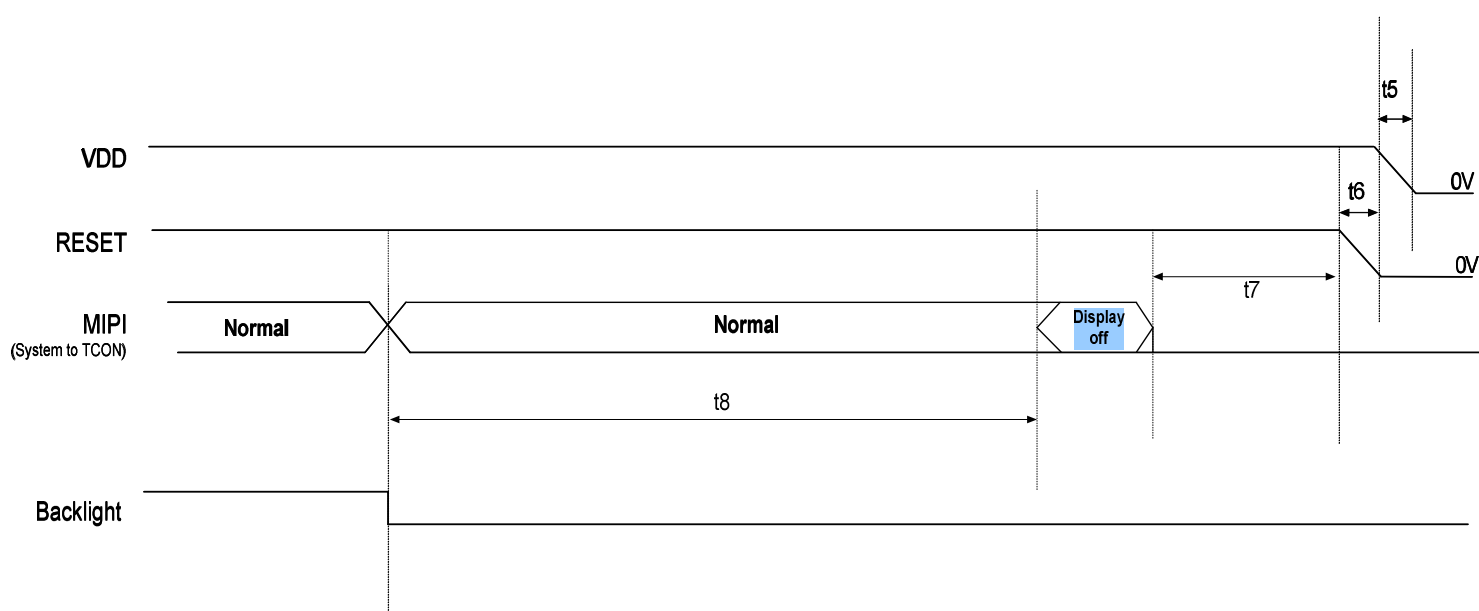 t5
VDD
0V
t6
RESET
0V
t7
MIPI
(System to TCON)
Normal
Normal
Display
off
t8
Backlight